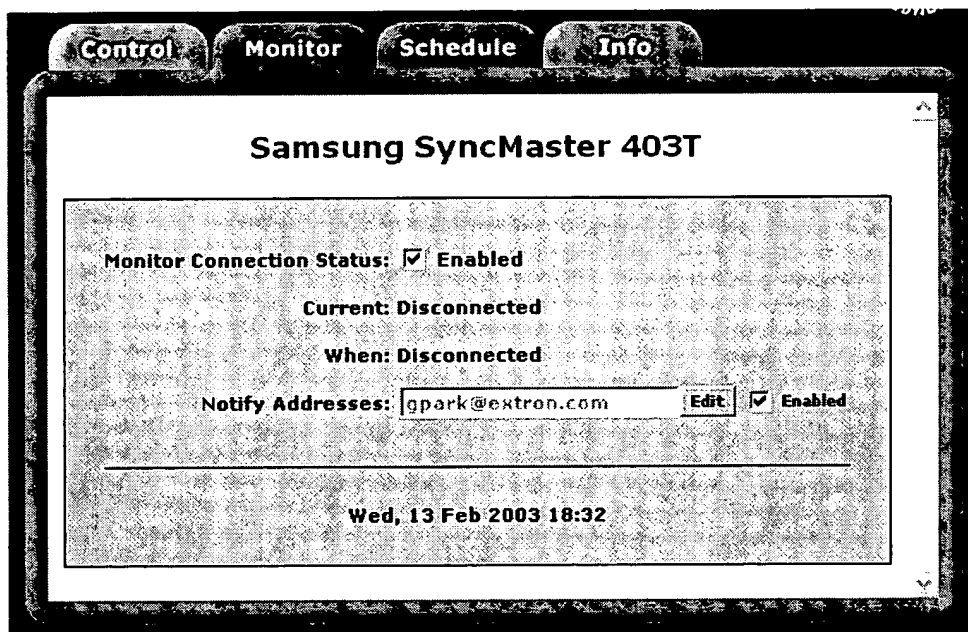 Control Monitor Schedule Info
Samsung SyncMaster 403T
Monitor Connection Status: Enabled
Current: Disconnected
When: Disconnected
Notify Addresses: gpark@extron.com Edit Enabled
Wed, 13 Feb 2003 18:32